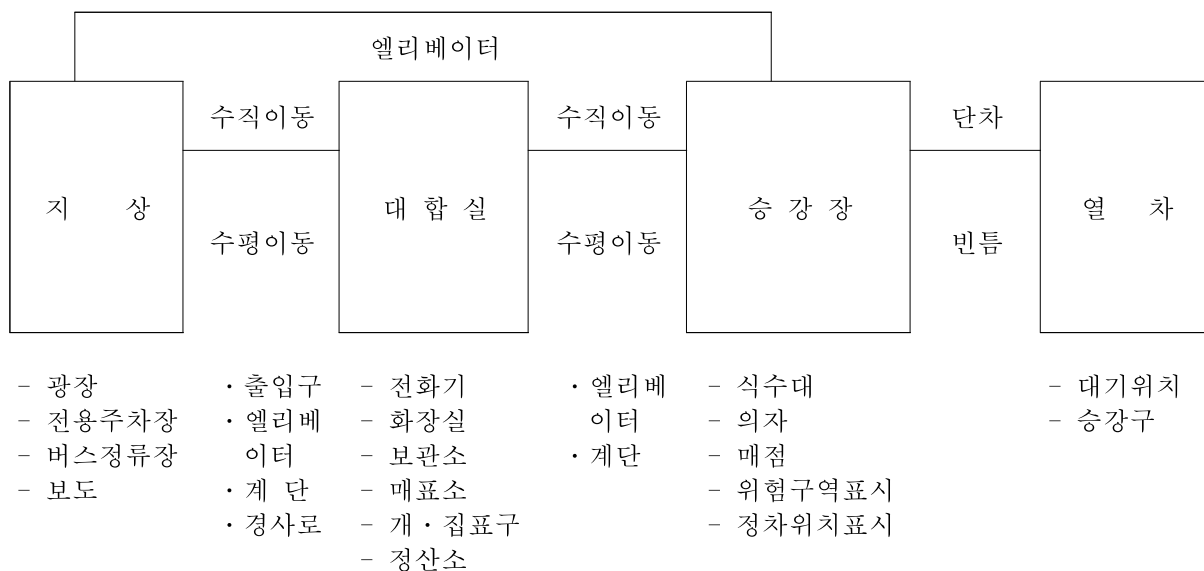 엘리베이터
수직이동 수직이동 단차
지 상 대 합 실 승 강 장 열 차
수평이동 수평이동 빈틈
- 광장
- 전용주차장
- 버스정류장
- 보도
· 출입구
· 엘리베
이터
· 계 단
· 경사로
- 전화기
- 화장실
- 보관소
- 매표소
- 개·집표구
- 정산소
· 엘리베
이터
· 계단
- 식수대
- 의자
- 매점
- 위험구역표시
- 정차위치표시
- 대기위치
- 승강구